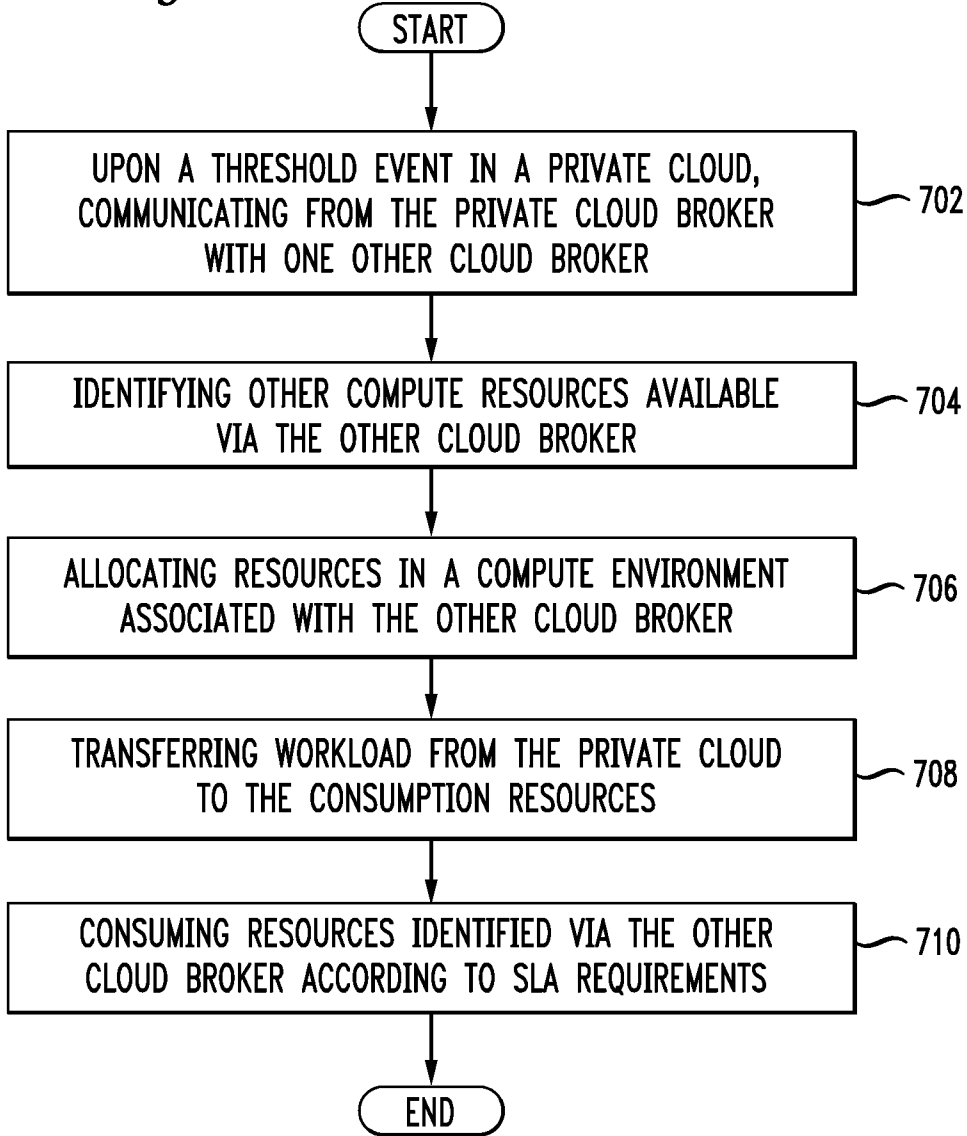 START
UPON A THRESHOLD EVENT IN A PRIVATE CLOUD,
COMMUNICATING FROM THE PRIVATE CLOUD BROKER
WITH ONE OTHER CLOUD BROKER
702
IDENTIFYING OTHER COMPUTE RESOURCES AVAILABLE
VIA THE OTHER CLOUD BROKER
704
ALLOCATING RESOURCES IN A COMPUTE ENVIRONMENT
ASSOCIATED WITH THE OTHER CLOUD BROKER
706
TRANSFERRING WORKLOAD FROM THE PRIVATE CLOUD
TO THE CONSUMPTION RESOURCES
708
CONSUMING RESOURCES IDENTIFIED VIA THE OTHER
CLOUD BROKER ACCORDING TO SLA REQUIREMENTS
710
END